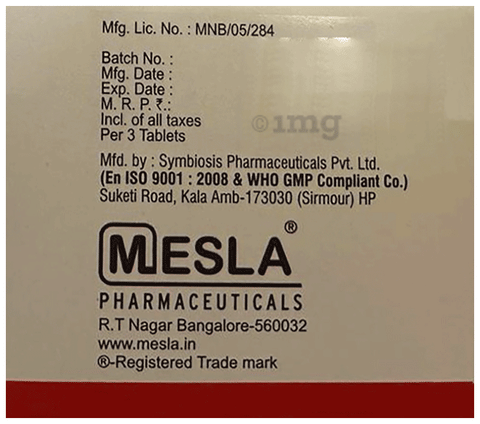 Mfg. Lic. No. : MNB/05/284
Batch No. :
Mfg. Date :
Exp. Date :
M. R. P. ₹.:
Incl. of all taxes
Per 3 Tablets
©1mg
Mfd. by : Symbiosis Pharmaceuticals Pvt. Ltd.
(En ISO 9001 : 2008 & WHO GMP Compliant Co.)
Suketi Road, Kala Amb-173030 (Sirmour) HP
MESLA®
PHARMACEUTICALS
R.T Nagar Bangalore-560032
www.mesla.in
®-Registered Trade mark